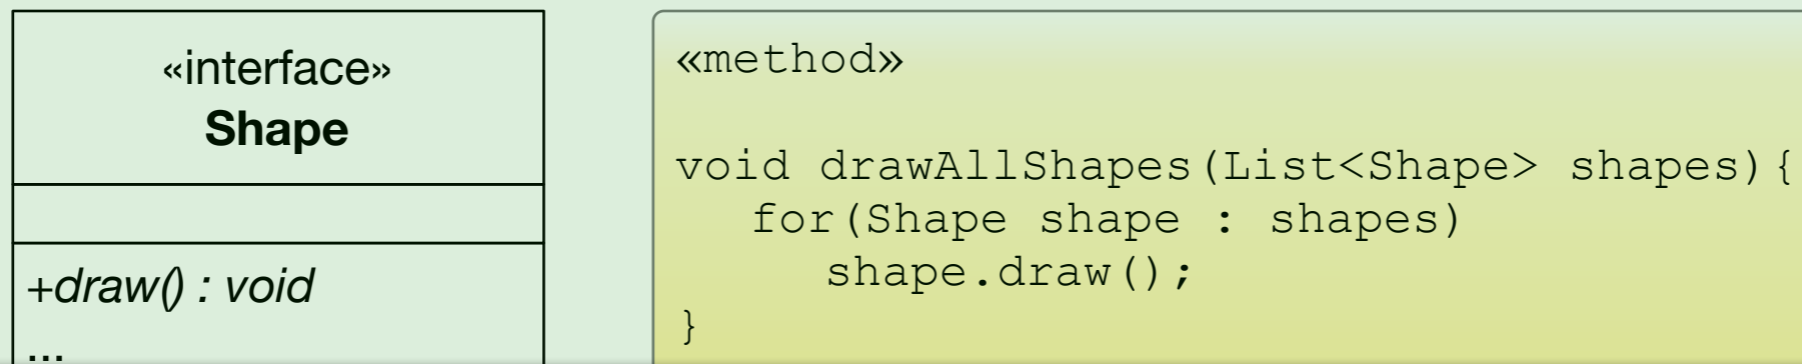 «interface»
Shape
+draw() : void
...
«method»
void drawAllShapes(List<Shape> shapes){
for(Shape shape : shapes)
shape.draw();
}